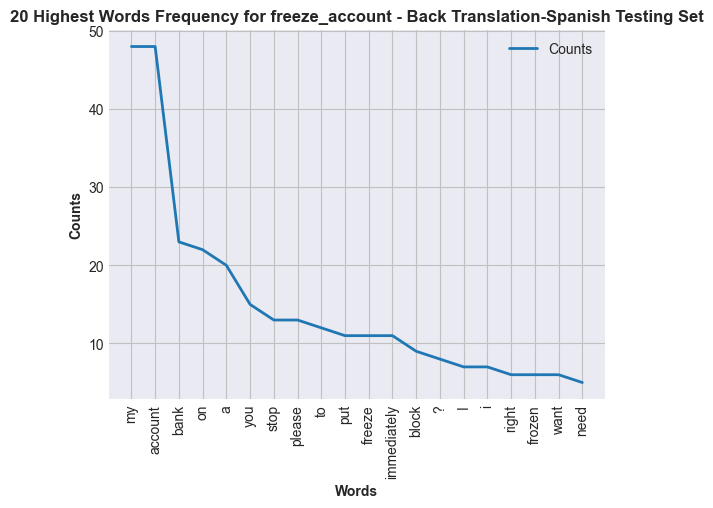 20 Highest Words Frequency for freeze_account - Back Translation-Spanish Testing Set
50
40
30
20
10
Counts
Counts
my
account
bank
on
a
you
stop
please
to
put
freeze
immediately
block
?
I
i
right
frozen
want
need
Words